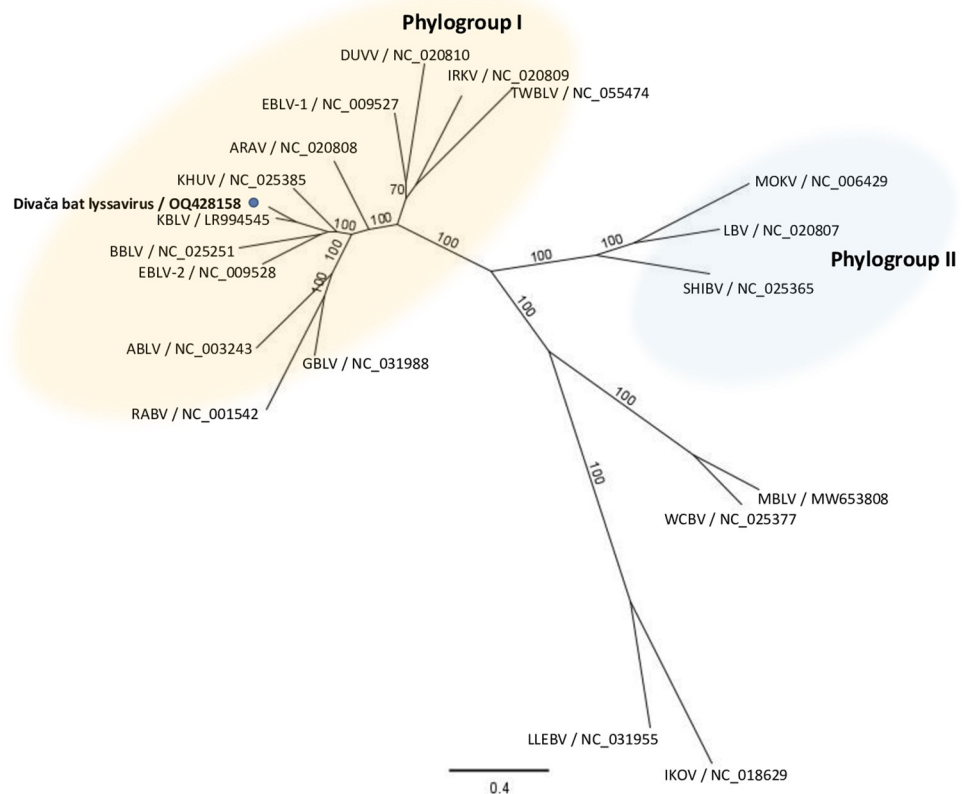 Phylogroup I
DUVV / NC_020810
IRKV / NC_020809
TWBLV / NC_055474
EBLV-1 / NC_009527
ARAV / NC_020808
KHUV / NC_025385
Divača bat lyssavirus / OQ428158
KBLV / LR994545
BBLV / NC_025251
EBLV-2 / NC_009528
70
100
100
100
100
100
ABLV / NC_003243
GBLV / NC_031988
RABV / NC_001542
MOKV / NC_006429
LBV / NC_020807
Phylogroup II
SHIBV / NC_025365
100
100
100
100
100
MBLV / MW653808
WCBV / NC_025377
LLEBV / NC_031955
IKOV / NC_018629
0.4